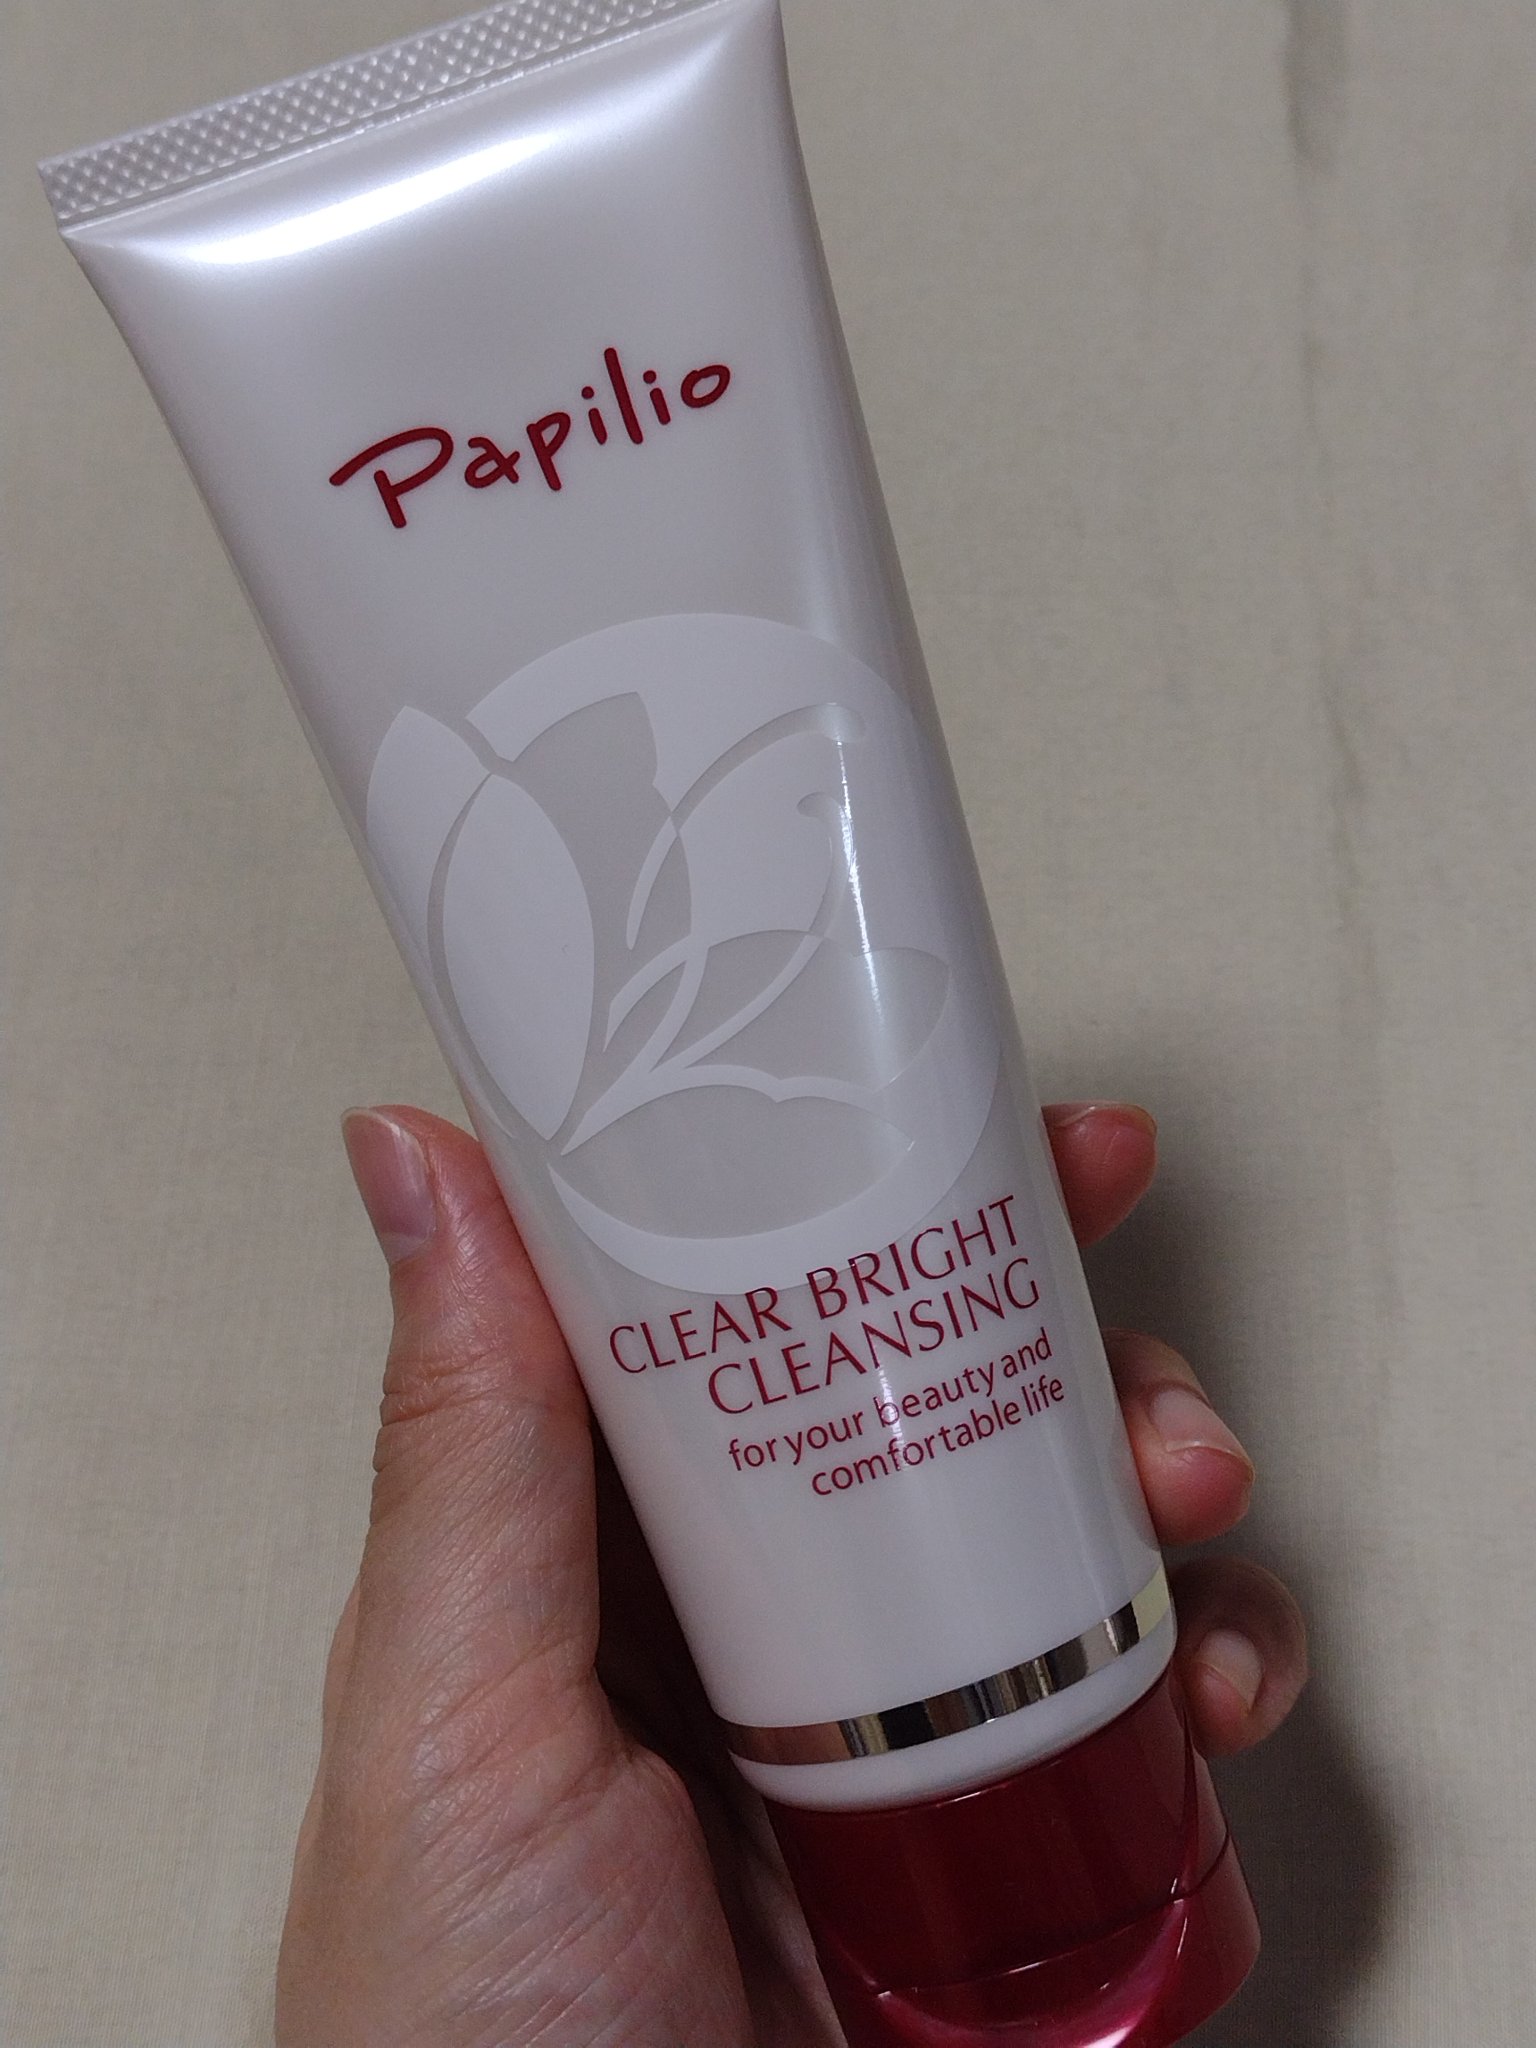 Papilio
CLEAR BRIGHT
CLEANSING
for your beauty and
comfortable life